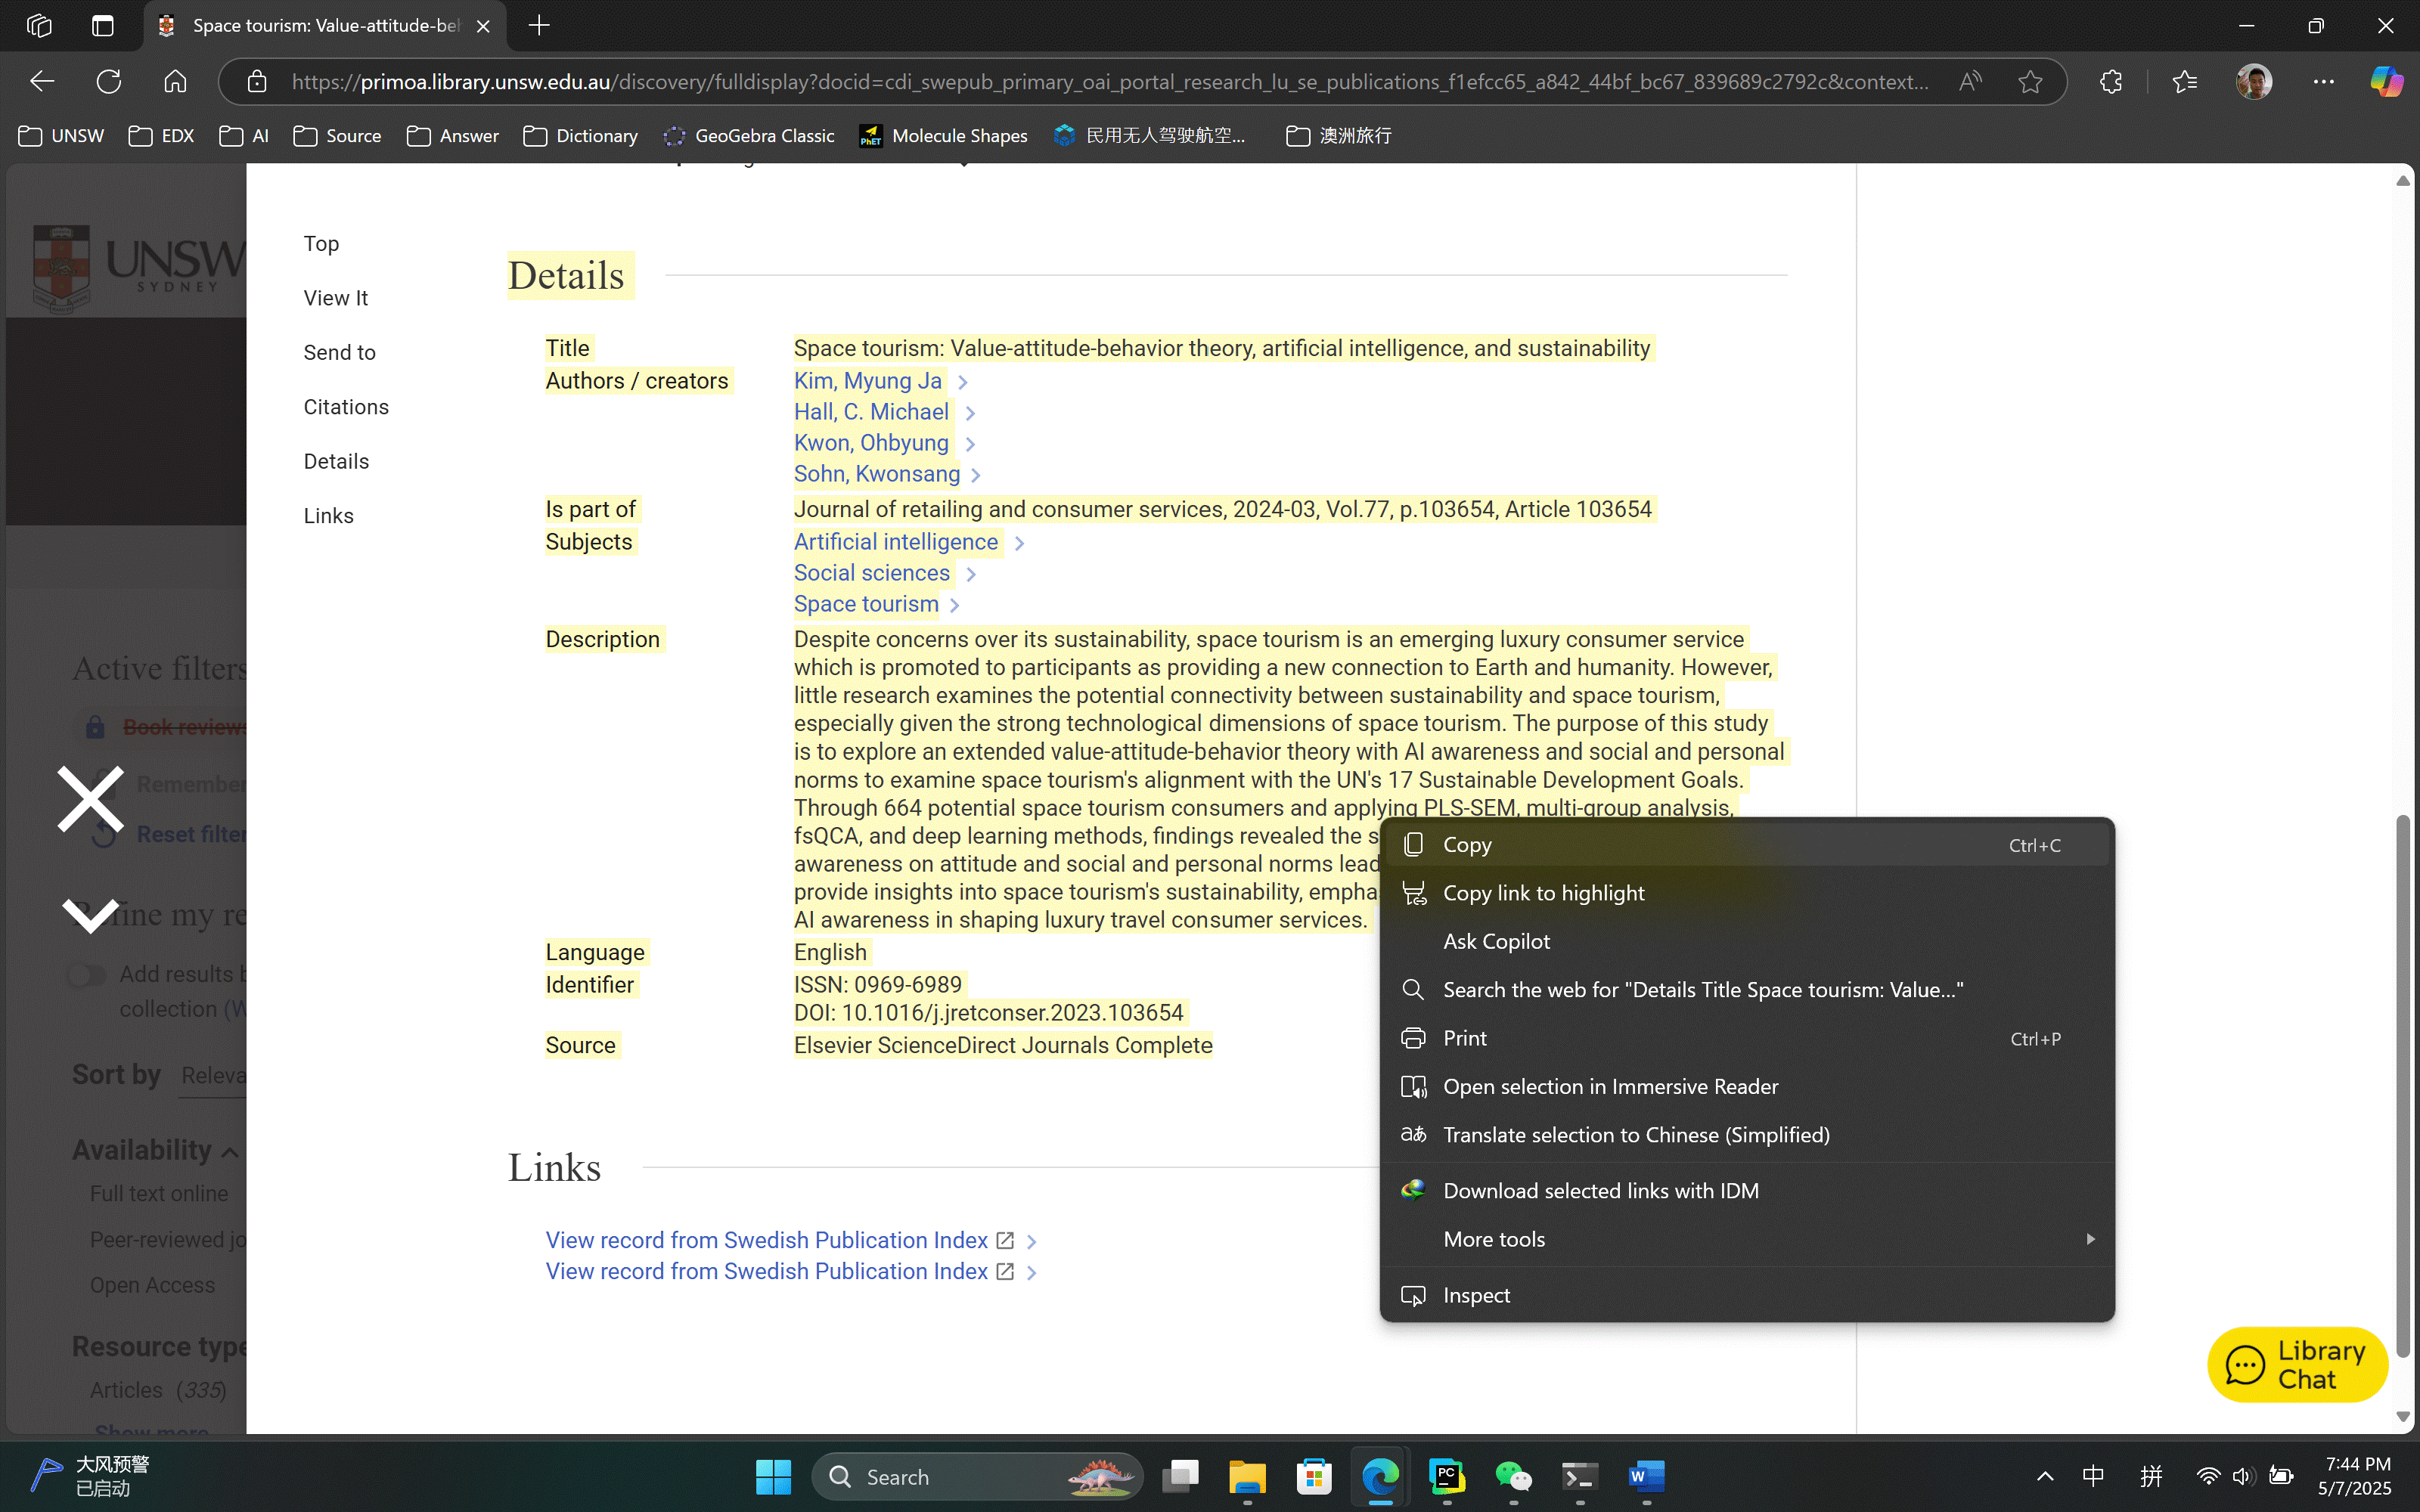 Space tourism: Value-attitude-beh
https://primoa.library.unsw.edu.au/discovery/fulldisplay?docid=cdi_swepub_primary_oai_portal_research_lu_se_publications_f1efcc65_a842_44bf_bc67_839689c2792c&context...
UNSW EDX AI Source Answer Dictionary GeoGebra Classic Molecule Shapes 民用无人驾驶航空... 澳洲旅行
UNSW
SYDNEY
Active filters
Book reviews
Remember
Reset filter
Refine my re
Add results b
collection (W
Sort by Releva
Availability
Full text online
Peer-reviewed jo
Open Access
Resource type
Articles (335)
Show more
Top
View It
Send to
Citations
Details
Links
Details
Title Space tourism: Value-attitude-behavior theory, artificial intelligence, and sustainability
Authors / creators Kim, Myung Ja
Hall, C. Michael
Kwon, Ohbyung
Sohn, Kwonsang
Is part of Journal of retailing and consumer services, 2024-03, Vol.77, p.103654, Article 103654
Subjects Artificial intelligence
Social sciences
Space tourism
Description Despite concerns over its sustainability, space tourism is an emerging luxury consumer service
which is promoted to participants as providing a new connection to Earth and humanity. However,
little research examines the potential connectivity between sustainability and space tourism,
especially given the strong technological dimensions of space tourism. The purpose of this study
is to explore an extended value-attitude-behavior theory with AI awareness and social and personal
norms to examine space tourism's alignment with the UN's 17 Sustainable Development Goals.
Through 664 potential space tourism consumers and applying PLS-SEM, multi-group analysis,
fsQCA, and deep learning methods, findings revealed the s
awareness on attitude and social and personal norms lead
provide insights into space tourism's sustainability, empha
AI awareness in shaping luxury travel consumer services.
Language English
Identifier ISSN: 0969-6989
DOI: 10.1016/j.jretconser.2023.103654
Source Elsevier ScienceDirect Journals Complete
Links
View record from Swedish Publication Index
View record from Swedish Publication Index
Copy Ctrl+C
Copy link to highlight
Ask Copilot
Search the web for "Details Title Space tourism: Value..."
Print Ctrl+P
Open selection in Immersive Reader
Translate selection to Chinese (Simplified)
Download selected links with IDM
More tools
Inspect
Library
Chat
大风预警
已启动
Search
中 拼
7:44 PM
5/7/2025